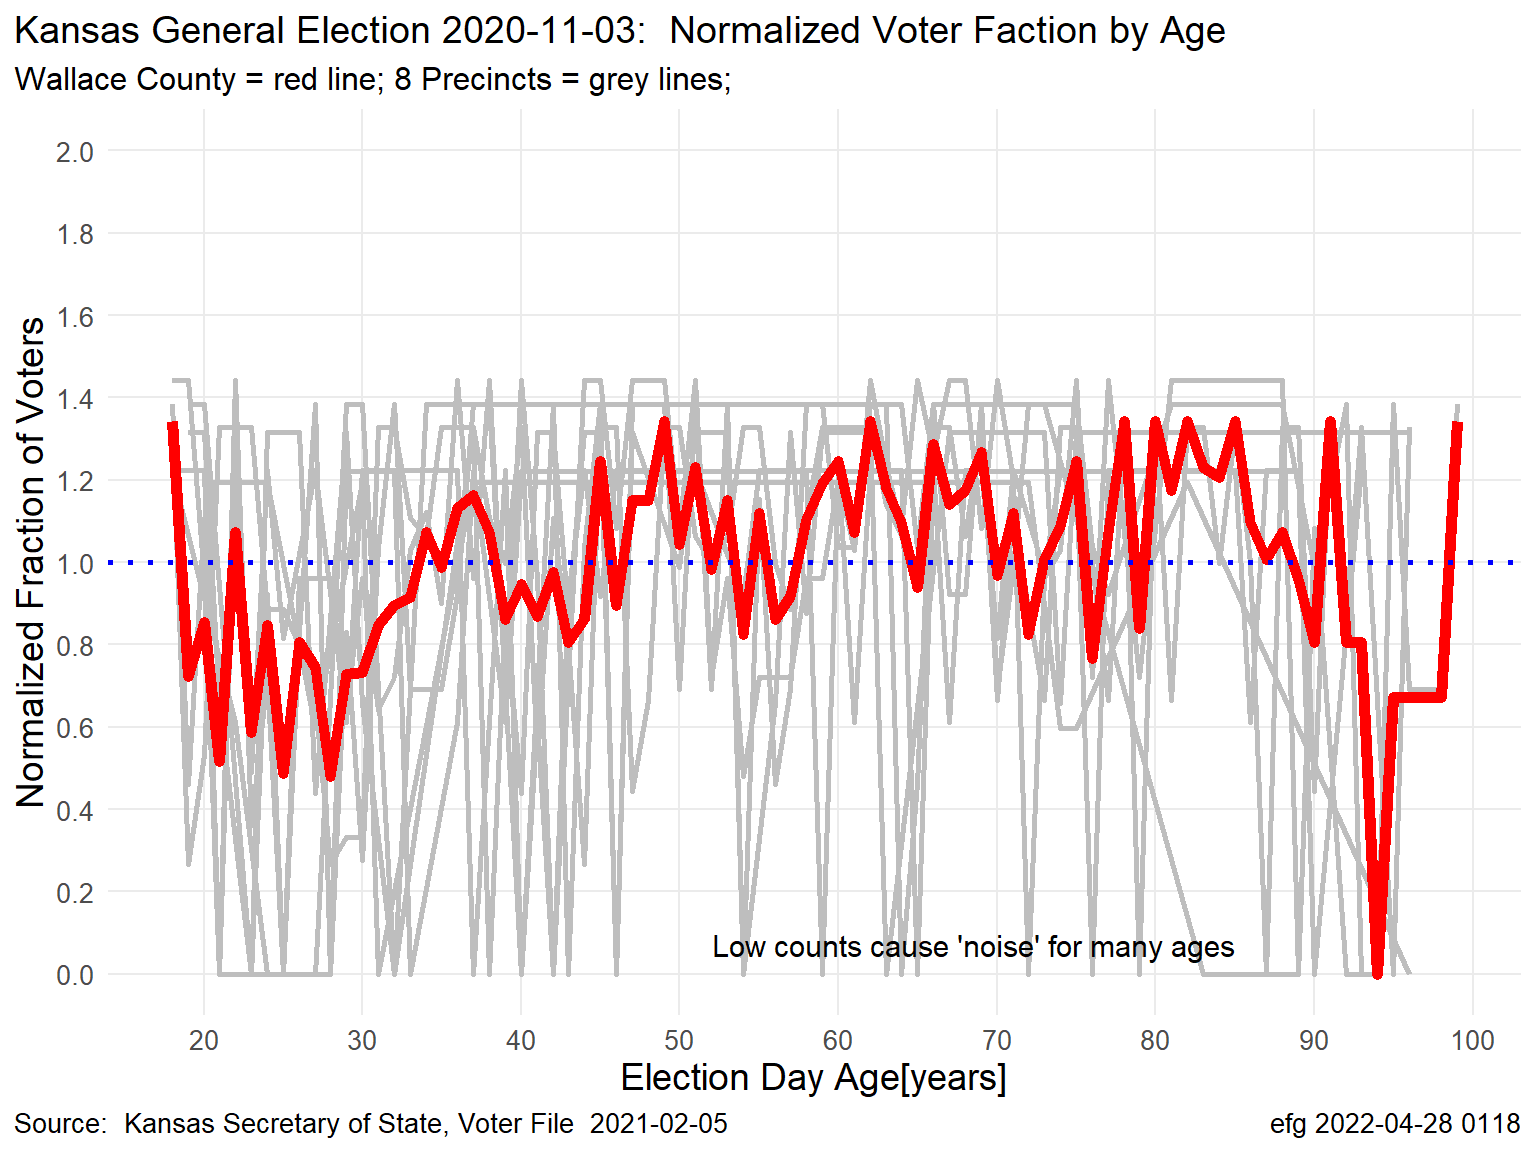 Kansas General Election 2020-11-03:  Normalized Voter Faction by Age
Wallace County = red line; 8 Precincts = grey lines;
Normalized Fraction of Voters
2.0
1.8
1.6
1.4
1.2
1.0
0.8
0.6
0.4
0.2
0.0
Low counts cause 'noise' for many ages
20 30 40 50 60 70 80 90 100
Election Day Age[years]
Source:  Kansas Secretary of State, Voter File  2021-02-05
efg 2022-04-28 0118